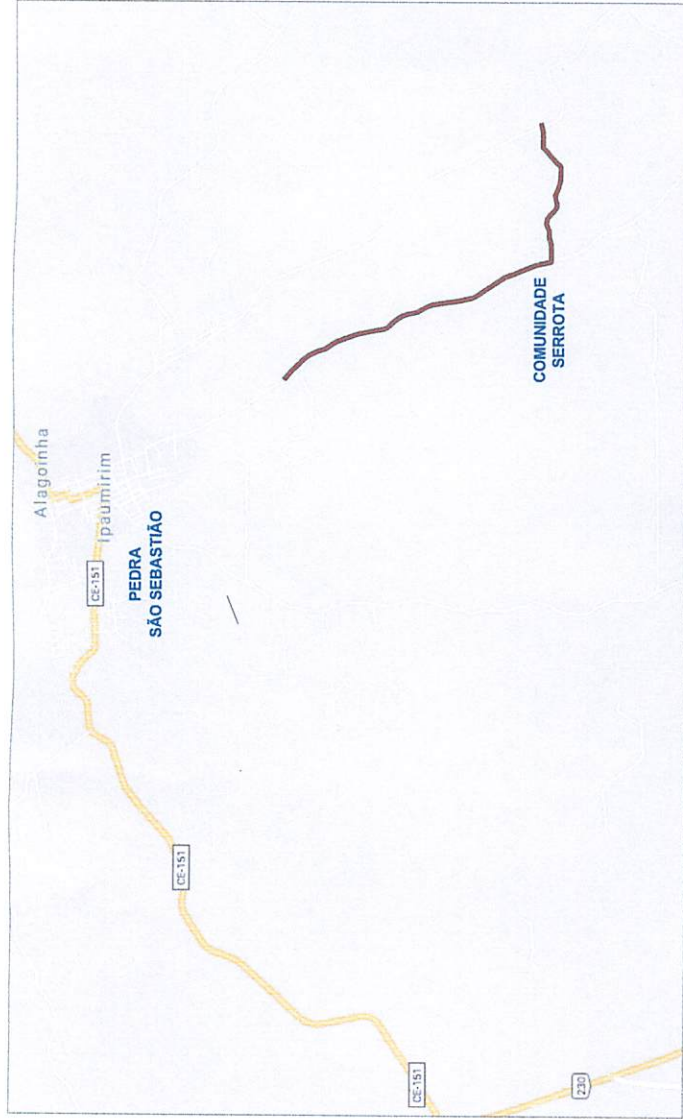 Alagoinha
Ipaumirim
CE-151
PEDRA
SÃO SEBASTIÃO
CE-151
COMUNIDADE
SERROTA
CE-151
230